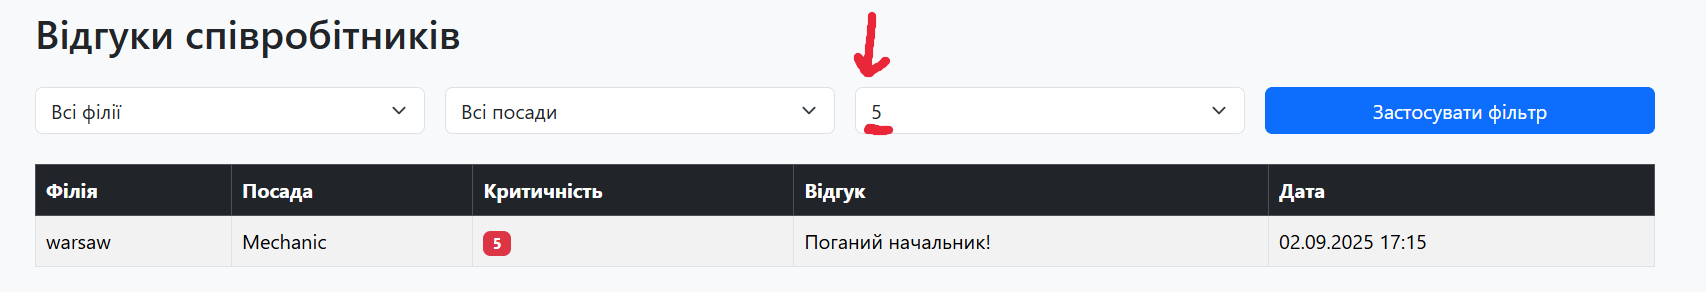 Відгуки співробітників
Всі філії Всі посади 5 Застосувати фільтр
Філія Посада Критичність Відгук Дата
warsaw Mechanic 5 Поганий начальник! 02.09.2025 17:15